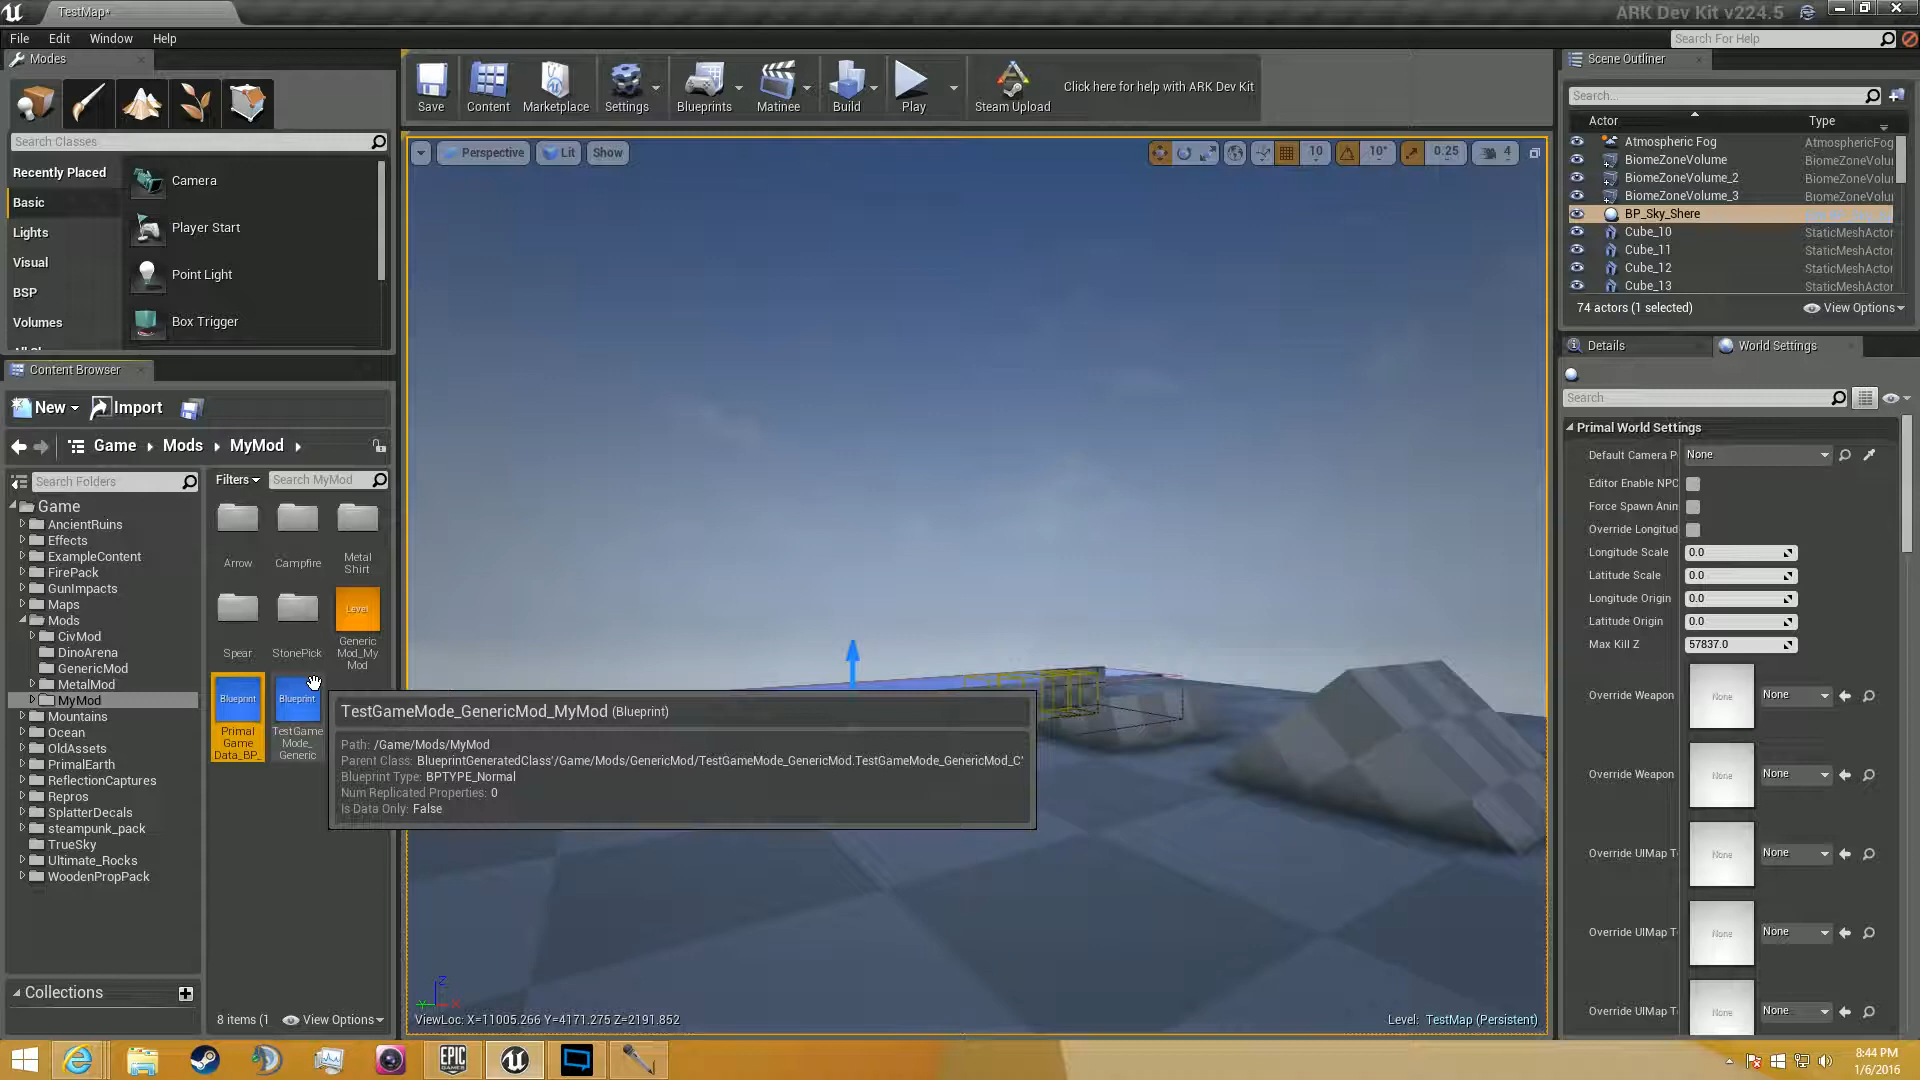 TestMap*
ARK Dev Kit v224.5
File Edit Window Help
Search For Help
Modes
Search Classes
Recently Placed
Basic
Lights
Visual
BSP
Volumes
Camera
Player Start
Point Light
Box Trigger
Save Content Marketplace Settings Blueprints Matinee Build Play Steam Upload
Click here for help with ARK Dev Kit
Perspective Lit Show
10 10° 0.25 4
Scene Outliner
Search...
Actor Type
Atmospheric Fog AtmosphericFog
BiomeZoneVolume BiomeZoneVolu
BiomeZoneVolume_2 BiomeZoneVolu
BiomeZoneVolume_3 BiomeZoneVolu
BP_Sky_Shere
Cube_10 StaticMeshActor
Cube_11 StaticMeshActor
Cube_12 StaticMeshActor
Cube_13 StaticMeshActor
74 actors (1 selected) View Options
Details World Settings
Search
Primal World Settings
Default Camera P None
Editor Enable NPC
Force Spawn Anin
Override Longitud
Longitude Scale 0.0
Latitude Scale 0.0
Longitude Origin 0.0
Latitude Origin 0.0
Max Kill Z 57837.0
Override Weapon None None
Override Weapon None None
Override UIMap T None None
Override UIMap T None None
Override UIMap T None None
Content Browser
New Import
Game Mods MyMod
Search Folders
Filters Search MyMod
Game
AncientRuins
Effects
ExampleContent
FirePack
GunImpacts
Maps
Mods
CivMod
DinoArena
GenericMod
MetalMod
MyMod
Mountains
Ocean
OldAssets
PrimalEarth
ReflectionCaptures
Repros
SplatterDecals
steampunk_pack
TrueSky
Ultimate_Rocks
WoodenPropPack
Arrow Campfire Metal
Shirt
Level
Spear StonePick Generic
Mod_My
Mod
Blueprint Blueprint
Primal
Game
Data_BP_
TestGame
Mode_
Generic
TestGameMode_GenericMod_MyMod (Blueprint)
Path: /Game/Mods/MyMod
Parent Class: BlueprintGeneratedClass'/Game/Mods/GenericMod/TestGameMode_GenericMod.TestGameMode_GenericMod_C'
Blueprint Type: BPTYPE_Normal
Num Replicated Properties: 0
Is Data Only: False
Collections
8 items (1 View Options
Z
Y X
ViewLoc: X=11005.266 Y=4171.275 Z=2191.852
Level: TestMap (Persistent)
EPIC
GAMES
8:44 PM
1/6/2016